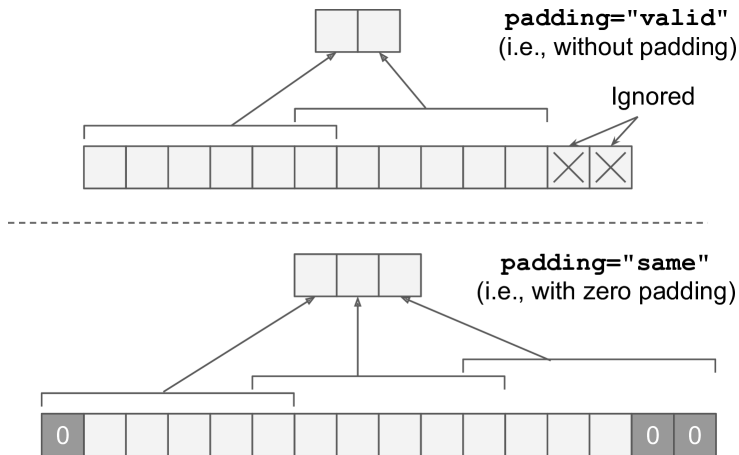 padding="valid"
(i.e., without padding)
Ignored
padding="same"
(i.e., with zero padding)
0 0 0